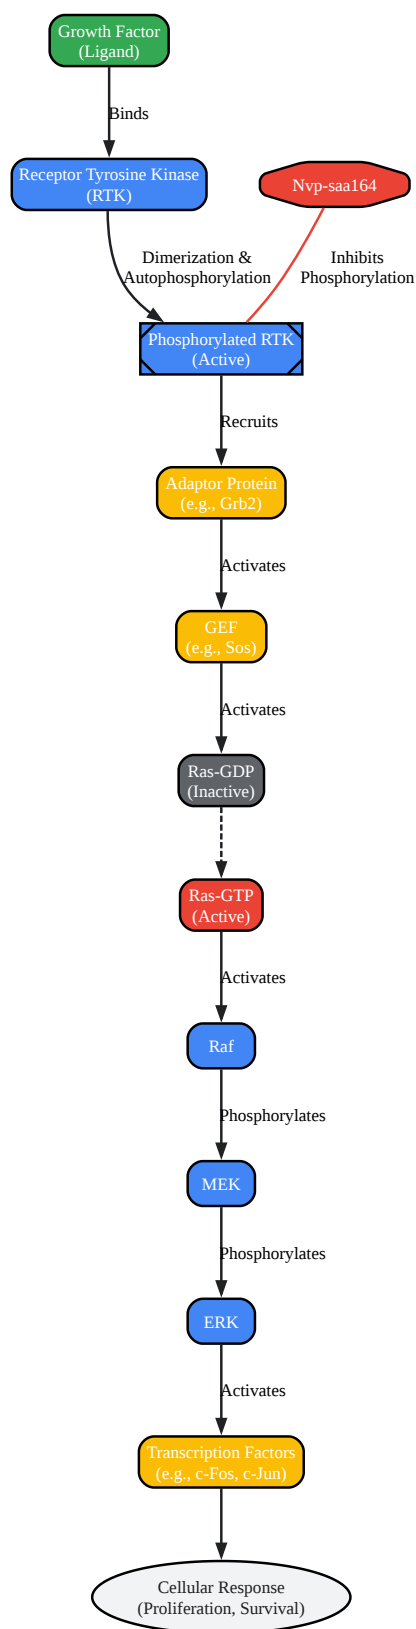 Growth Factor
(Ligand)
Binds
Receptor Tyrosine Kinase
(RTK)
Nvp-saa164
Dimerization &
Autophosphorylation
Inhibits
Phosphorylation
Phosphorylated RTK
(Active)
Recruits
Adaptor Protein
(e.g., Grb2)
Activates
GEF
(e.g., Sos)
Activates
Ras-GDP
(Inactive)
Ras-GTP
(Active)
Activates
Raf
Phosphorylates
MEK
Phosphorylates
ERK
Activates
Transcription Factors
(e.g., c-Fos, c-Jun)
Cellular Response
(Proliferation, Survival)